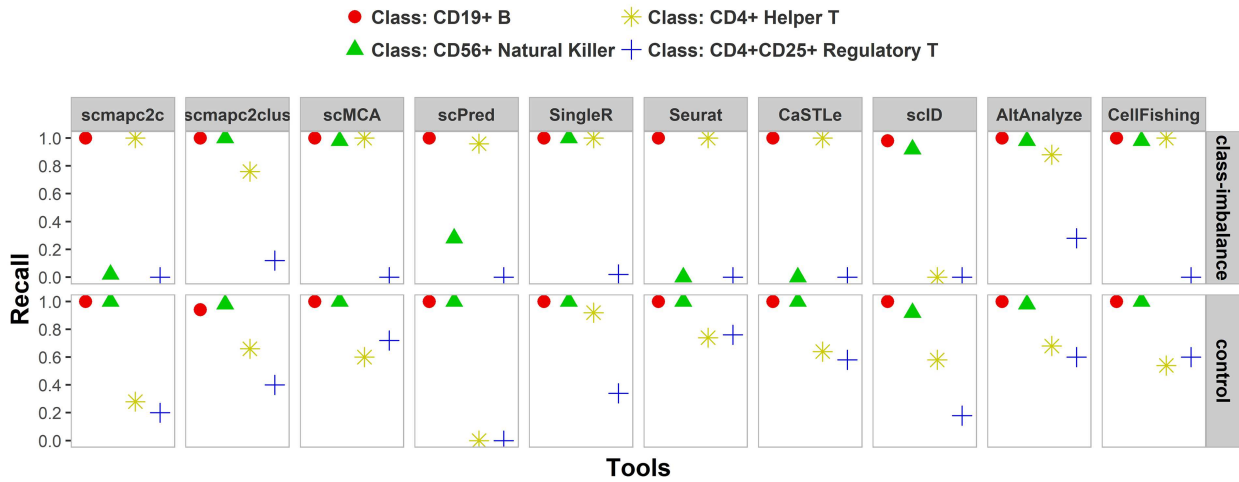 Class: CD19+ B Class: CD4+ Helper T
Class: CD56+ Natural Killer Class: CD4+CD25+ Regulatory T
scmapc2c scmapc2clus scMCA scPred SingleR Seurat CaSTLe scID AltAnalyze CellFishing
1.0
0.8
0.6
0.4
0.2
0.0
class-imbalance
1.0
0.8
0.6
0.4
0.2
0.0
control
Recall
Tools